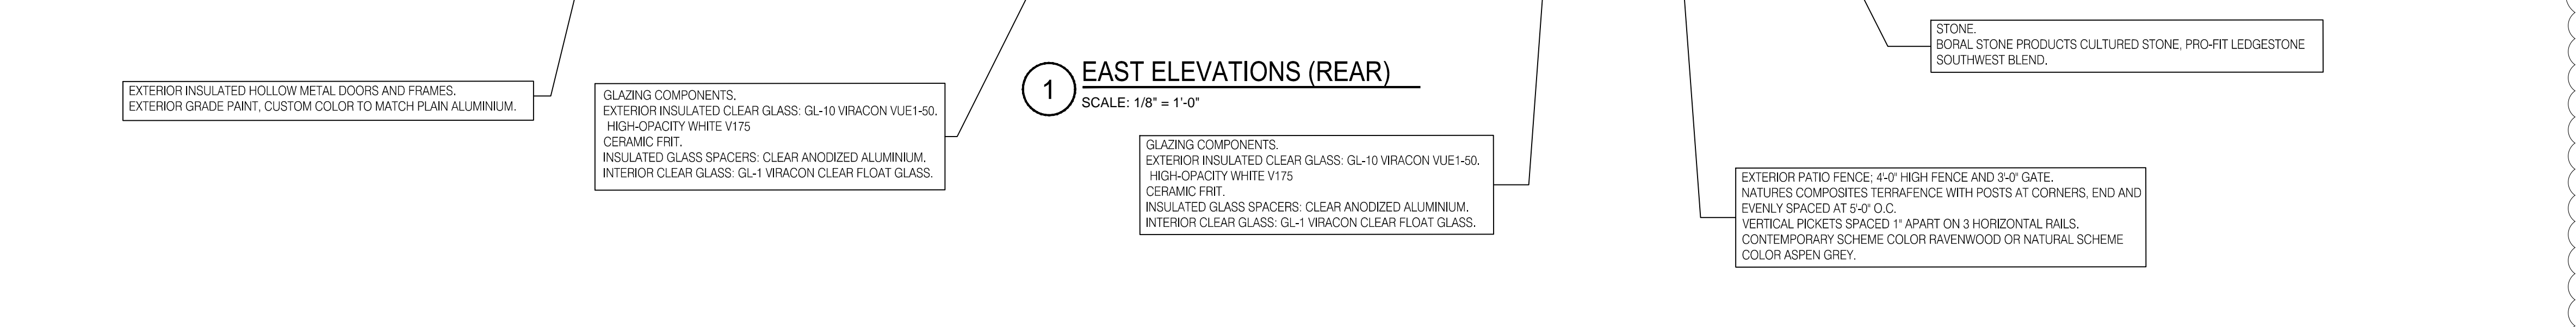 EXTERIOR INSULATED HOLLOW METAL DOORS AND FRAMES.
EXTERIOR GRADE PAINT, CUSTOM COLOR TO MATCH PLAIN ALUMINIUM.
GLAZING COMPONENTS.
EXTERIOR INSULATED CLEAR GLASS: GL-10 VIRACON VUE1-50.
HIGH-OPACITY WHITE V175
CERAMIC FRIT.
INSULATED GLASS SPACERS: CLEAR ANODIZED ALUMINIUM.
INTERIOR CLEAR GLASS: GL-1 VIRACON CLEAR FLOAT GLASS.
1
EAST ELEVATIONS (REAR)
SCALE: 1/8" = 1'-0"
GLAZING COMPONENTS.
EXTERIOR INSULATED CLEAR GLASS: GL-10 VIRACON VUE1-50.
HIGH-OPACITY WHITE V175
CERAMIC FRIT.
INSULATED GLASS SPACERS: CLEAR ANODIZED ALUMINIUM.
INTERIOR CLEAR GLASS: GL-1 VIRACON CLEAR FLOAT GLASS.
STONE.
BORAL STONE PRODUCTS CULTURED STONE, PRO-FIT LEDGESTONE
SOUTHWEST BLEND.
EXTERIOR PATIO FENCE; 4'-0" HIGH FENCE AND 3'-0" GATE.
NATURES COMPOSITES TERRAFENCE WITH POSTS AT CORNERS, END AND
EVENLY SPACED AT 5'-0" O.C.
VERTICAL PICKETS SPACED 1" APART ON 3 HORIZONTAL RAILS.
CONTEMPORARY SCHEME COLOR RAVENWOOD OR NATURAL SCHEME
COLOR ASPEN GREY.